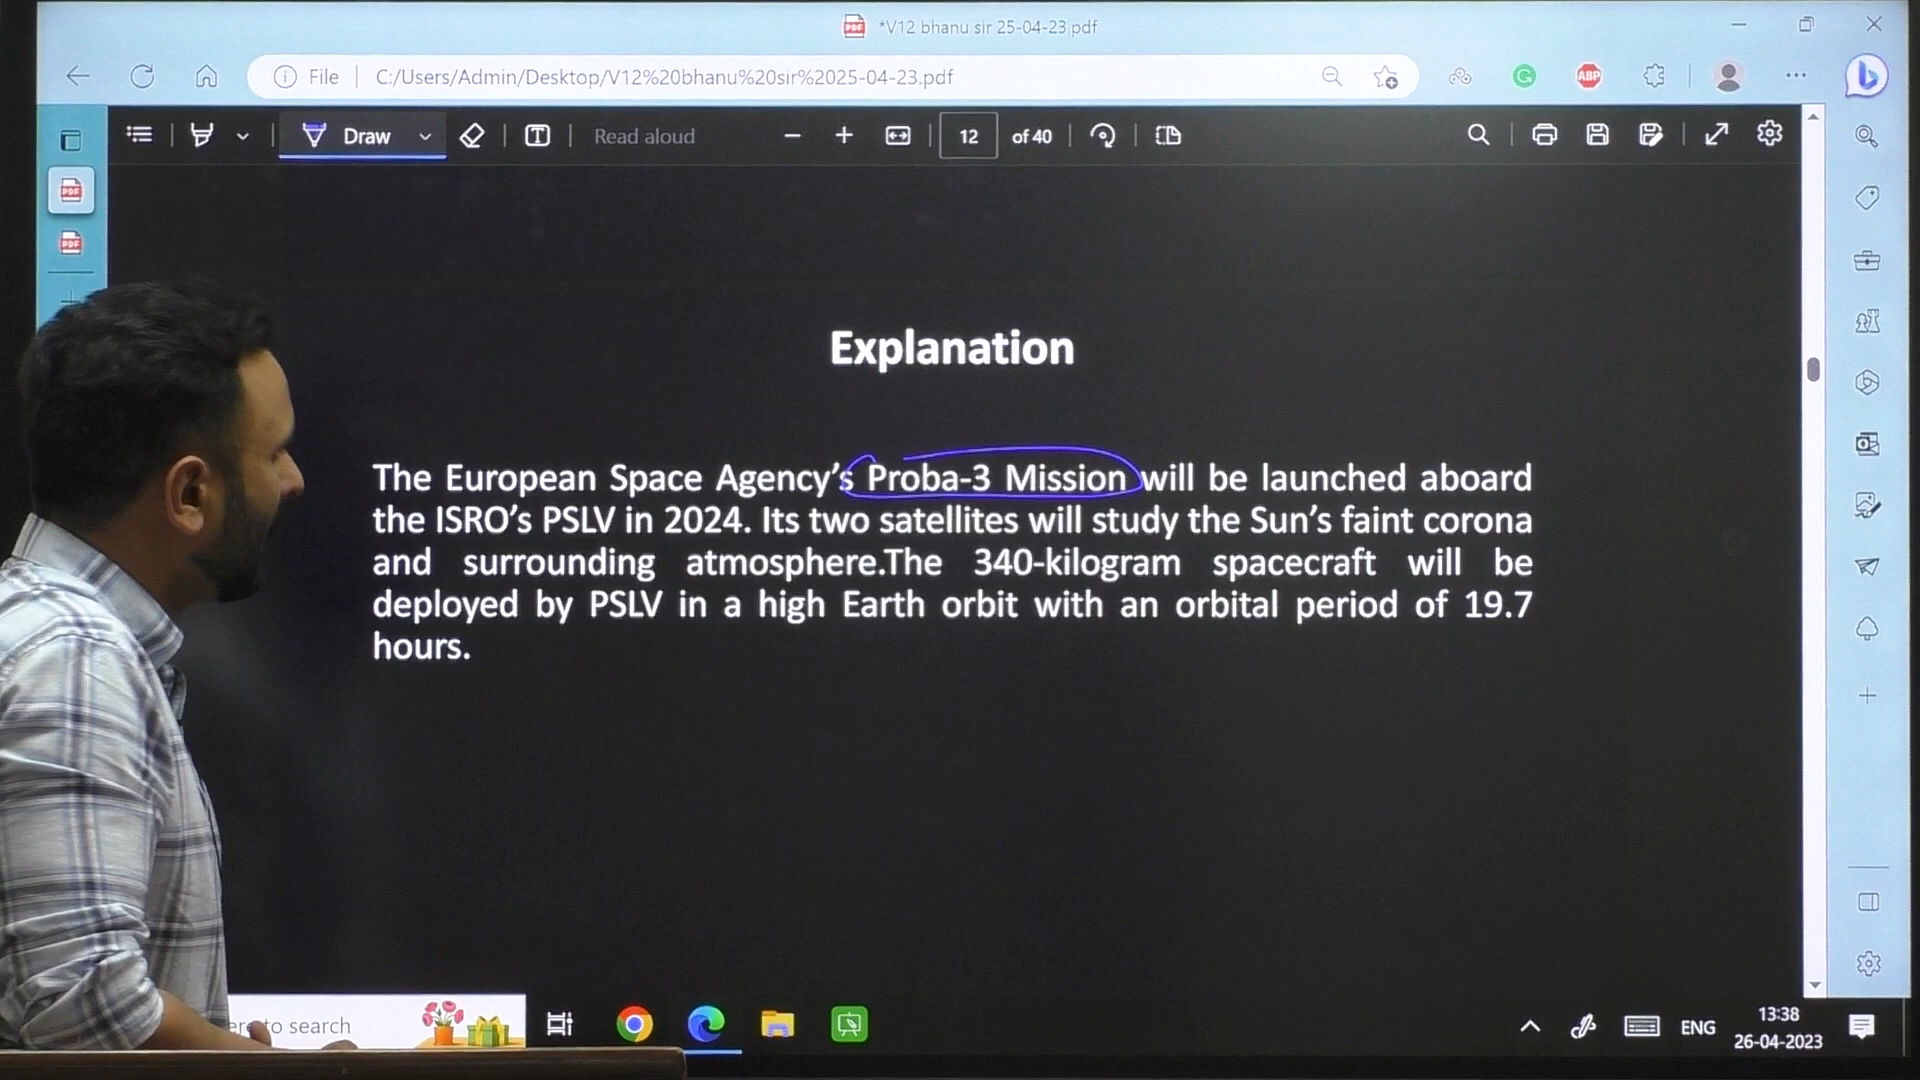 *V12 bhanu sir 25-04-23.pdf
File C:/Users/Admin/Desktop/V12%20bhanu%20sir%2025-04-23.pdf
ABP
Draw Read aloud 12 of 40
PDF
PDF
Explanation
The European Space Agency’s Proba-3 Mission will be launched aboard
the ISRO’s PSLV in 2024. Its two satellites will study the Sun’s faint corona
and surrounding atmosphere.The 340-kilogram spacecraft will be
deployed by PSLV in a high Earth orbit with an orbital period of 19.7
hours.
to search
ENG
13:38
26-04-2023